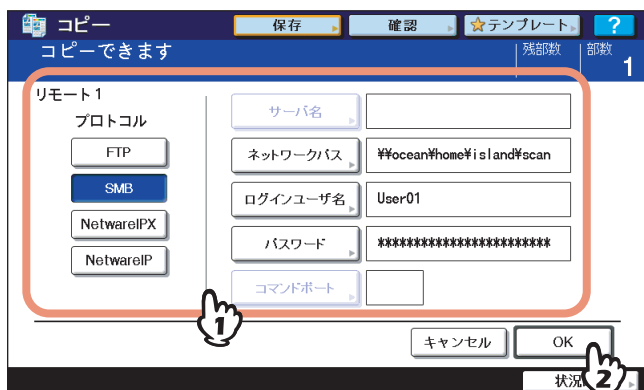 コピー 保存 確認 テンプレート ?
コピーできます 残部数 部数 1
リモート1
プロトコル
FTP
SMB
NetwareIPX
NetwareIP
サーバ名
ネットワークパス ¥¥ocean¥home¥island¥scan
ログインユーザ名 User01
パスワード ************************
コマンドポート
1
キャンセル OK
2
状況